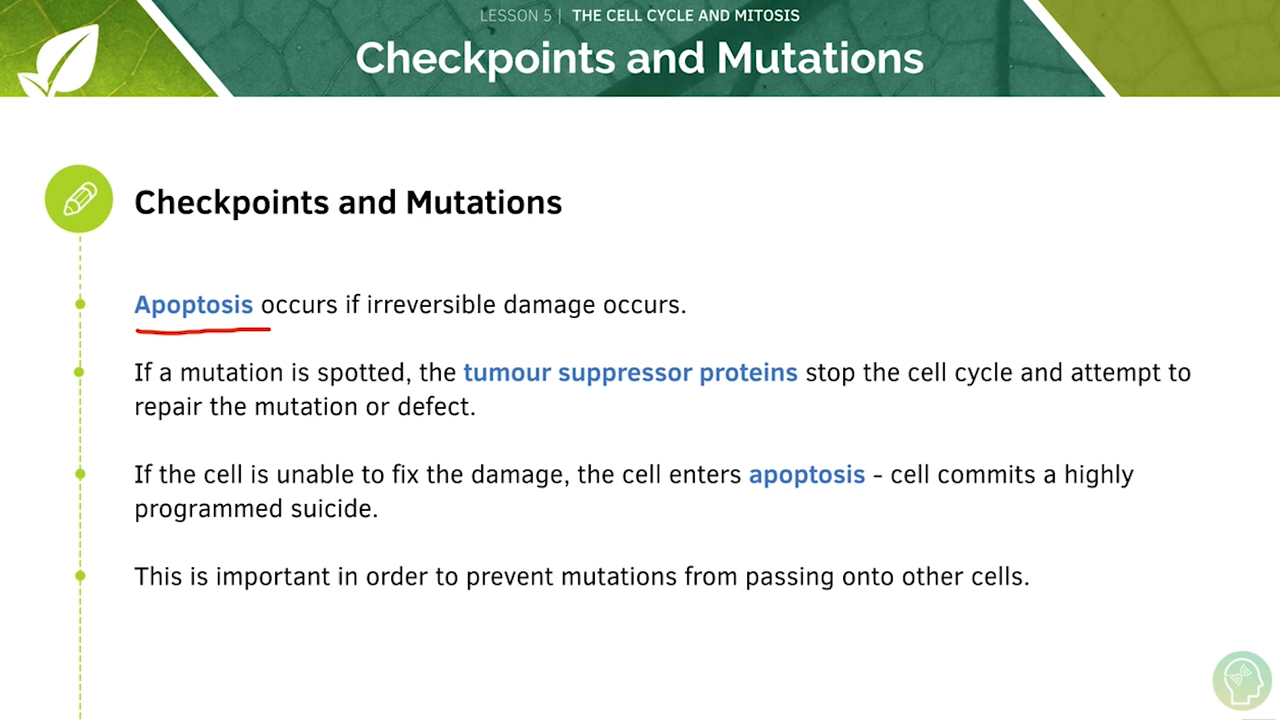 LESSON 5 | THE CELL CYCLE AND MITOSIS
Checkpoints and Mutations
Checkpoints and Mutations
Apoptosis occurs if irreversible damage occurs.
If a mutation is spotted, the tumour suppressor proteins stop the cell cycle and attempt to
repair the mutation or defect.
If the cell is unable to fix the damage, the cell enters apoptosis - cell commits a highly
programmed suicide.
This is important in order to prevent mutations from passing onto other cells.